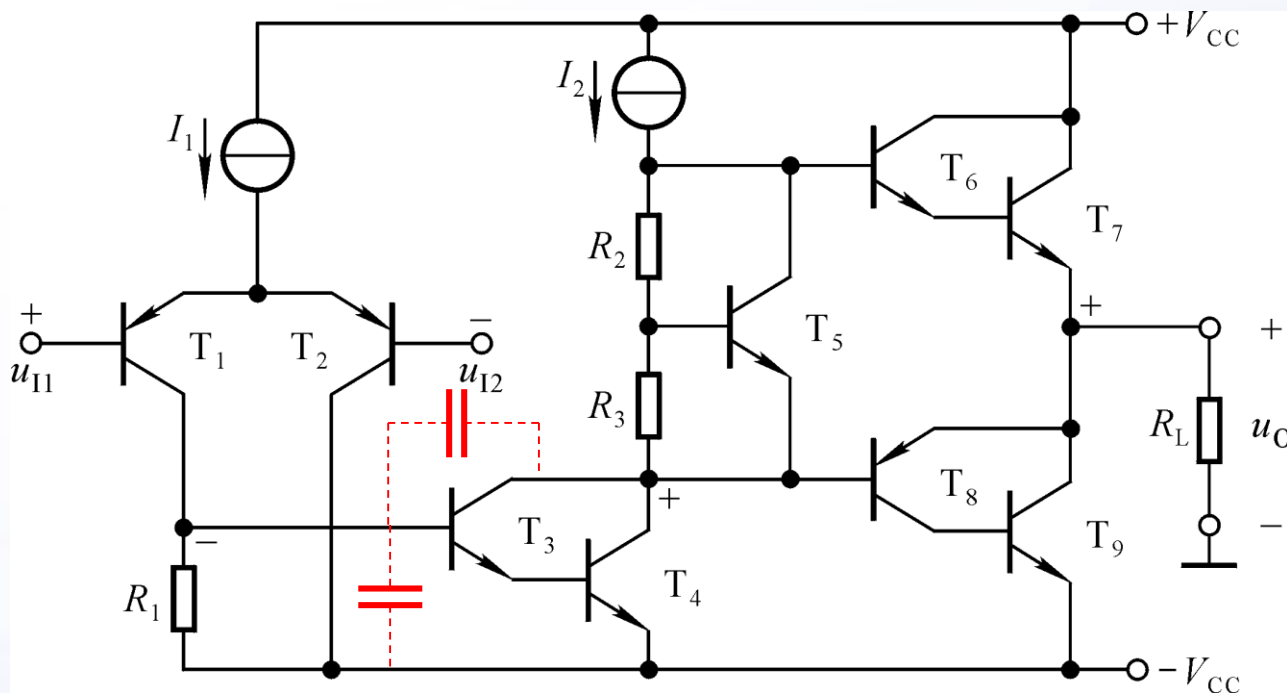 +V_CC
I_2
I_1
T_6
T_7
R_2
+
+
−
T_1
T_2
T_5
+
u_I1
u_I2
R_3
R_L
u_O
+
T_8
−
T_3
−
T_9
R_1
T_4
−V_CC